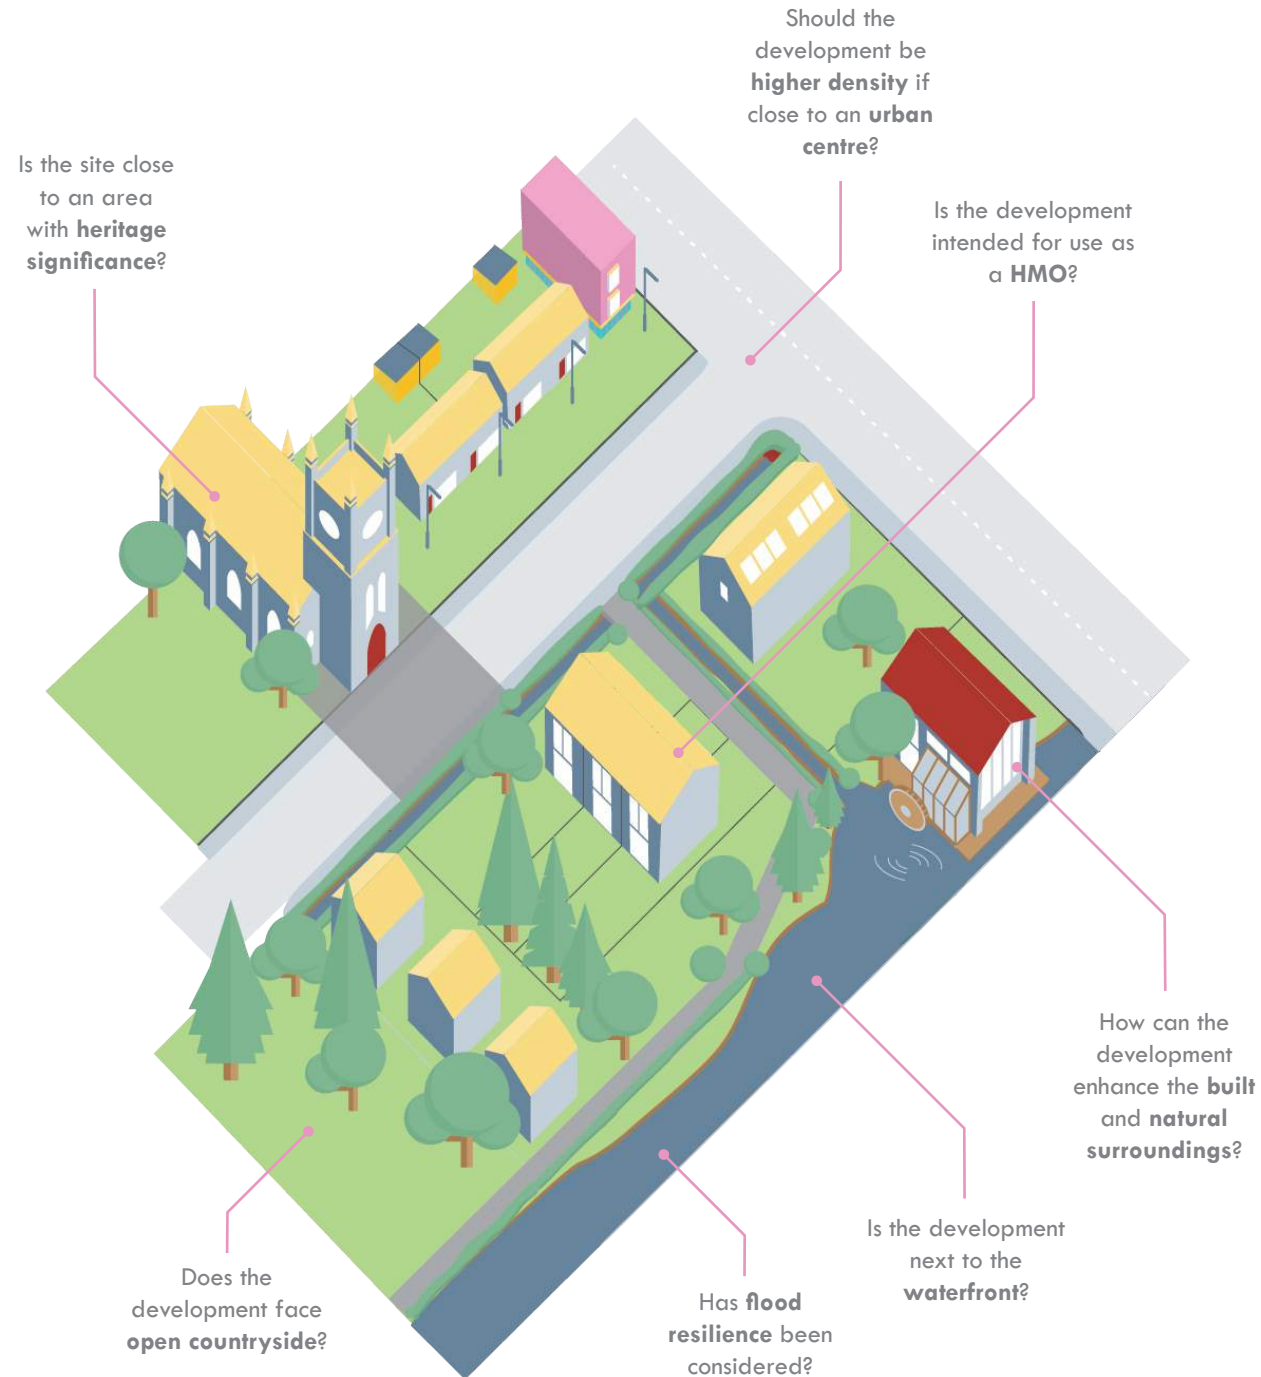 Should the
development be
higher density if
close to an urban
centre?
Is the site close
to an area
with heritage
significance?
Is the development
intended for use as
a HMO?
How can the
development
enhance the built
and natural
surroundings?
Is the development
next to the
waterfront?
Does the
development face
open countryside?
Has flood
resilience been
considered?